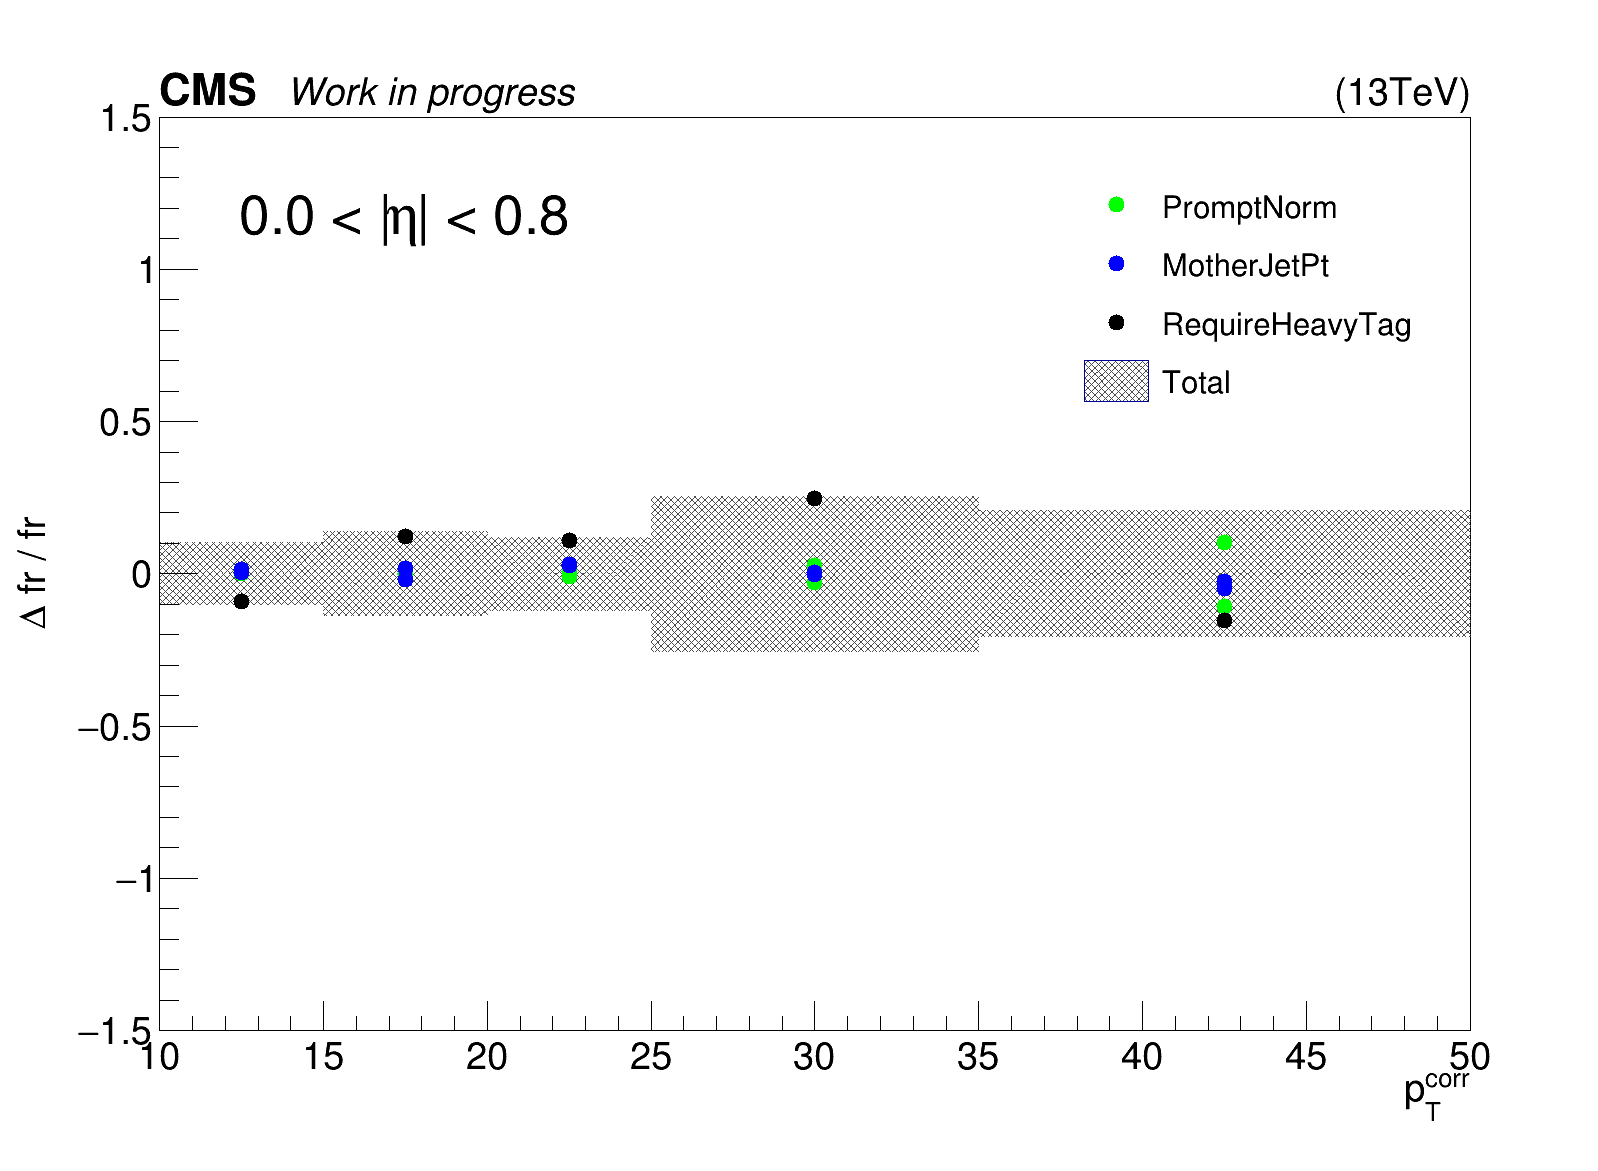 CMS Work in progress (13TeV)
0.0 < |η| < 0.8
PromptNorm
MotherJetPt
RequireHeavyTag
Total
Δ fr / fr
1.5
1
0.5
0
−0.5
−1
−1.5
10 15 20 25 30 35 40 45 50
p_T^corr